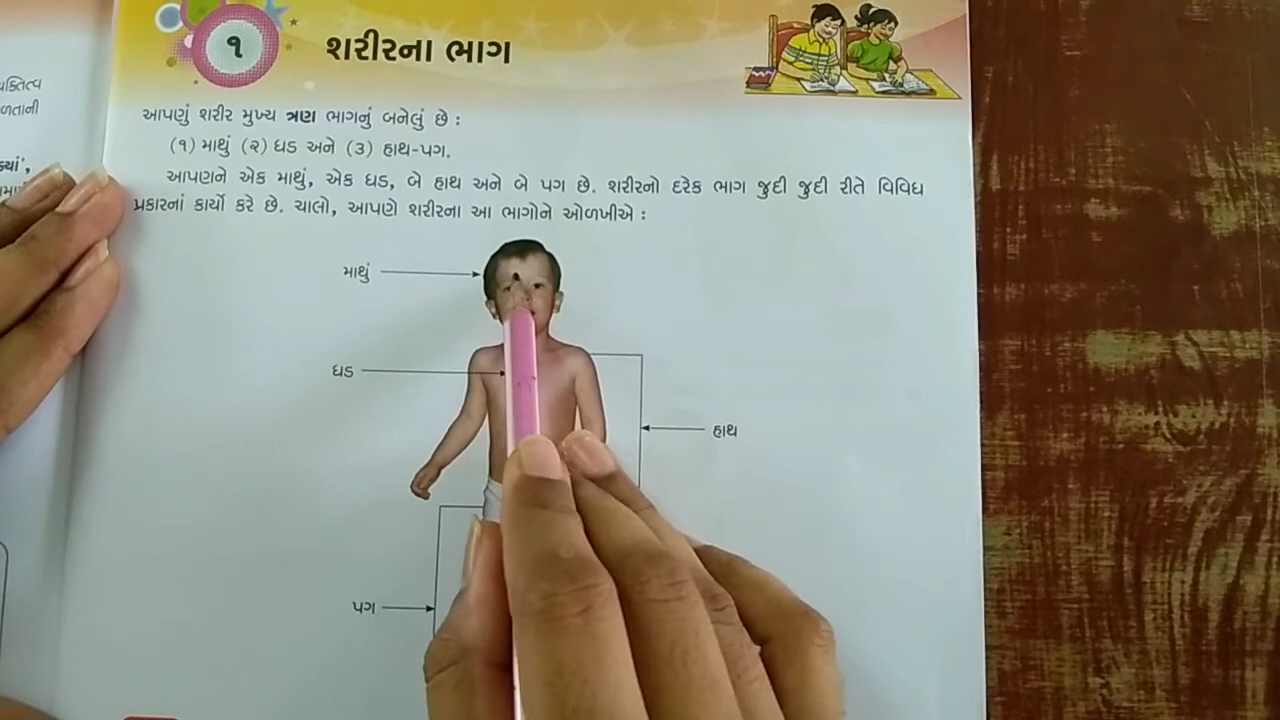 ૧
શરીરના ભાગ
આપણું શરીર મુખ્ય ત્રણ ભાગનું બનેલું છે :
(૧) માથું (૨) ધડ અને (૩) હાથ-પગ.
આપણને એક માથું, એક ધડ, બે હાથ અને બે પગ છે. શરીરનો દરેક ભાગ જુદી જુદી રીતે વિવિધ
પ્રકારનાં કાર્યો કરે છે. ચાલો, આપણે શરીરના આ ભાગોને ઓળખીએ :
માથું
ધડ
હાથ
પગ